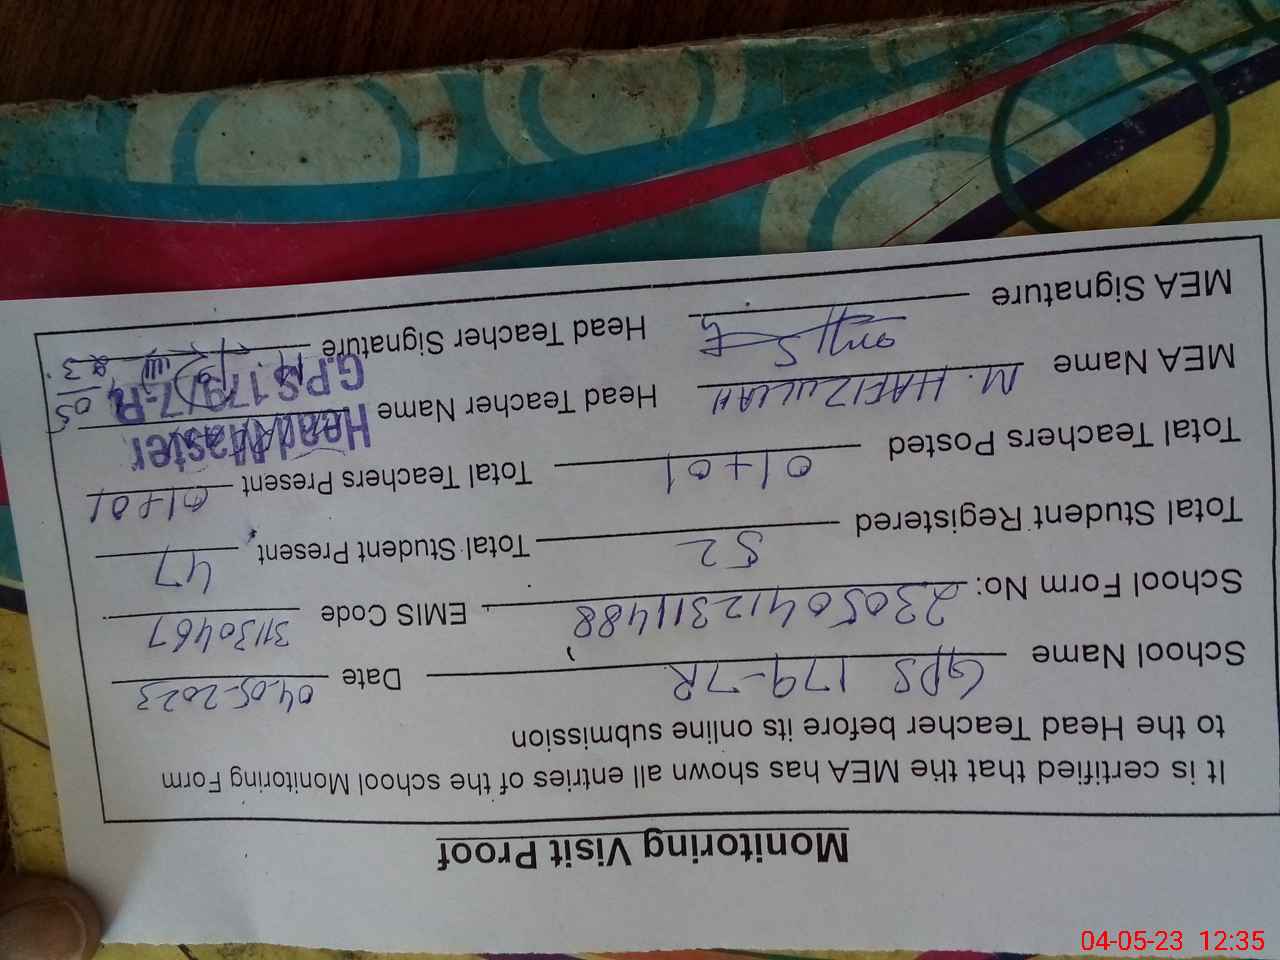 Monitoring Visit Proof
It is certified that the MEA has shown all entries of the school Monitoring Form
to the Head Teacher before its online submission
School Name GPS 179-7R Date 04-05-2023
School Form No: 23050412311488 EMIS Code 31130467
Total Student Registered 52 Total Student Present 47
Total Teachers Posted 01+01 Total Teachers Present 01+01
MEA Name M. HAFIZULLAH Head Teacher Name
Head Master
G.P.S 179/7-R
MEA Signature Head Teacher Signature
04-05-23 12:35